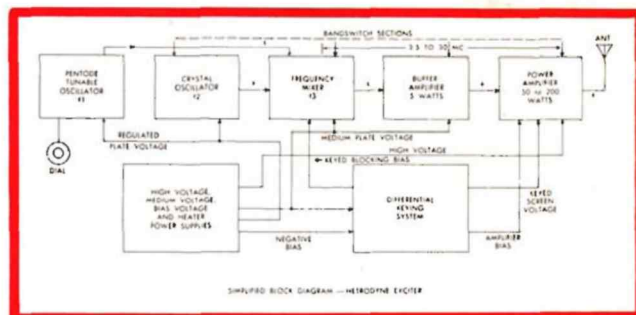 BANDSWITCH SECTIONS
3.5 TO 30 MC
ANT
PENTODE
TUNABLE
OSCILLATOR
f1
CRYSTAL
OSCILLATOR
f2
FREQUENCY
MIXER
f3
BUFFER
AMPLIFIER
5 WATTS
POWER
AMPLIFIER
50 to 200
WATTS
DIAL
REGULATED
PLATE VOLTAGE
MEDIUM PLATE VOLTAGE
HIGH VOLTAGE
KEYED BLOCKING BIAS
HIGH VOLTAGE,
MEDIUM VOLTAGE,
BIAS VOLTAGE
AND HEATER
POWER SUPPLIES
DIFFERENTIAL
KEYING
SYSTEM
KEYED
SCREEN
VOLTAGE
NEGATIVE
BIAS
AMPLIFIER
BIAS
SIMPLIFIED BLOCK DIAGRAM — HETRODYNE EXCITER